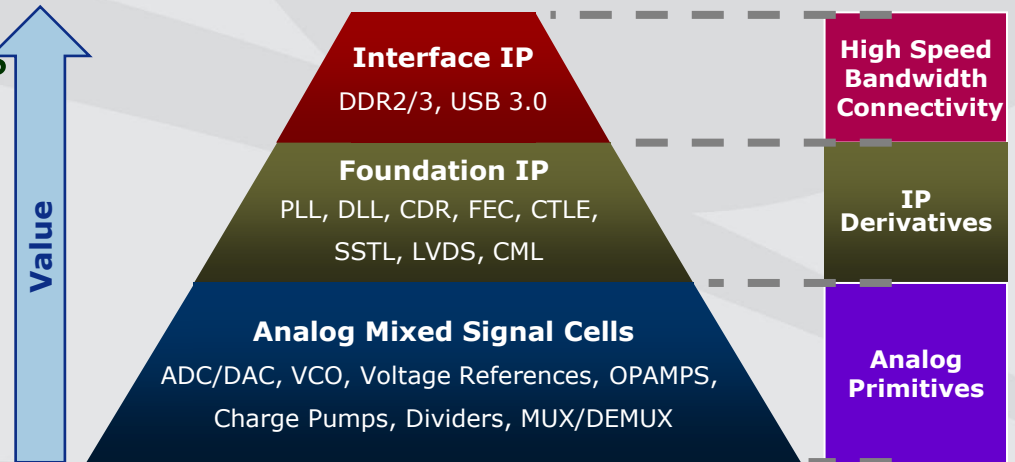 Value
Interface IP
DDR2/3, USB 3.0
Foundation IP
PLL, DLL, CDR, FEC, CTLE,
SSTL, LVDS, CML
Analog Mixed Signal Cells
ADC/DAC, VCO, Voltage References, OPAMPS,
Charge Pumps, Dividers, MUX/DEMUX
High Speed
Bandwidth
Connectivity
IP
Derivatives
Analog
Primitives